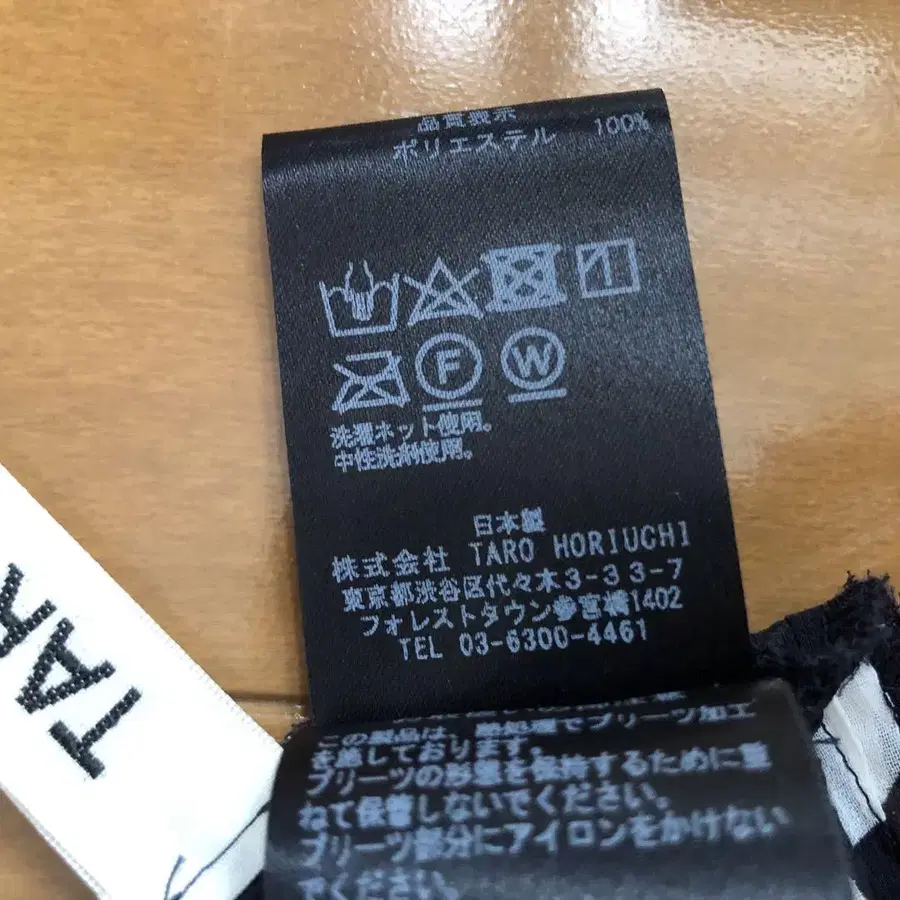 品質表示
ポリエステル 100%
F W
洗濯ネット使用。
中性洗剤使用。
日本製
株式会社 TARO HORIUCHI
東京都渋谷区代々木3-33-7
フォレストタウン参宮橋1402
TEL 03-6300-4461
この製品は、熱処理でプリーツ加工
を施しております。
プリーツの形態を保持するために重
ねて保管しないでください。
プリーツ部分にアイロンをかけない
でください。
TAR